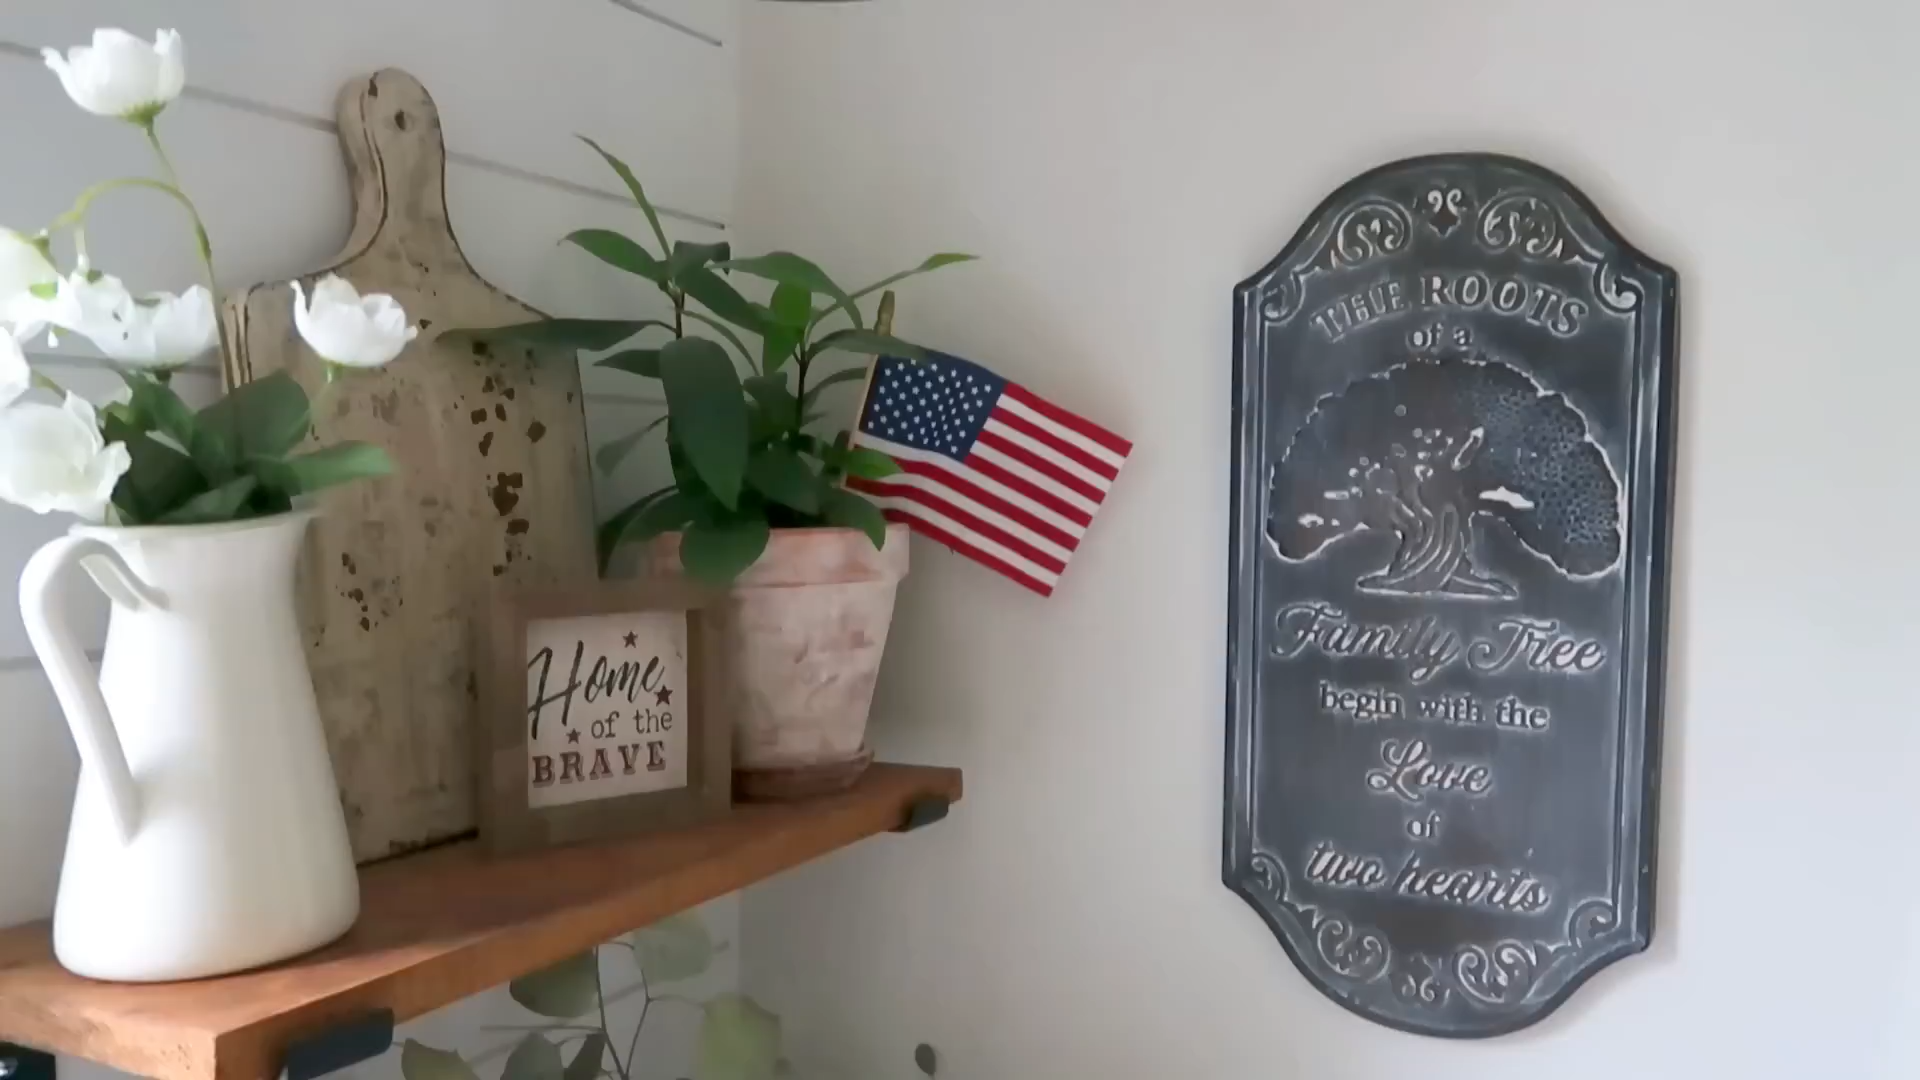 Home
of the
BRAVE
THE ROOTS
of a
Family Tree
begin with the
Love
of
two hearts